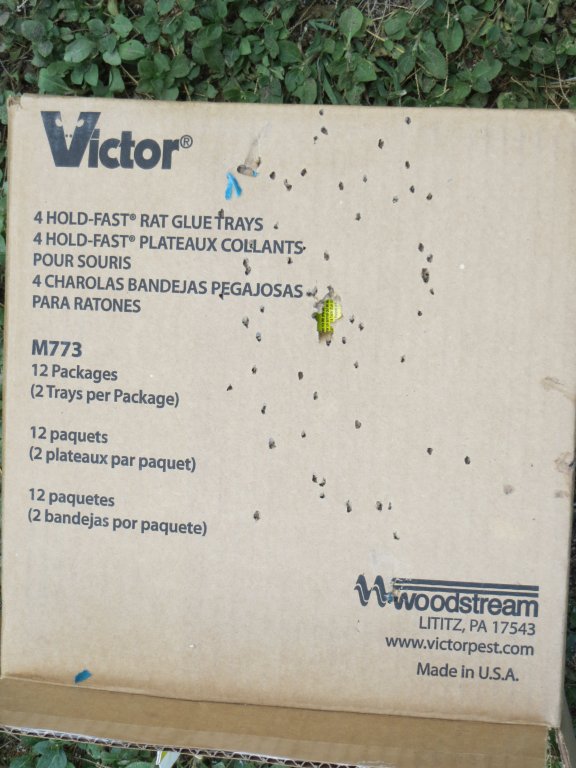 Victor®
4 HOLD-FAST® RAT GLUE TRAYS
4 HOLD-FAST® PLATEAUX COLLANTS
POUR SOURIS
4 CHAROLAS BANDEJAS PEGAJOSAS
PARA RATONES
M773
12 Packages
(2 Trays per Package)
12 paquets
(2 plateaux par paquet)
12 paquetes
(2 bandejas por paquete)
woodstream
LITITZ, PA 17543
www.victorpest.com
Made in U.S.A.